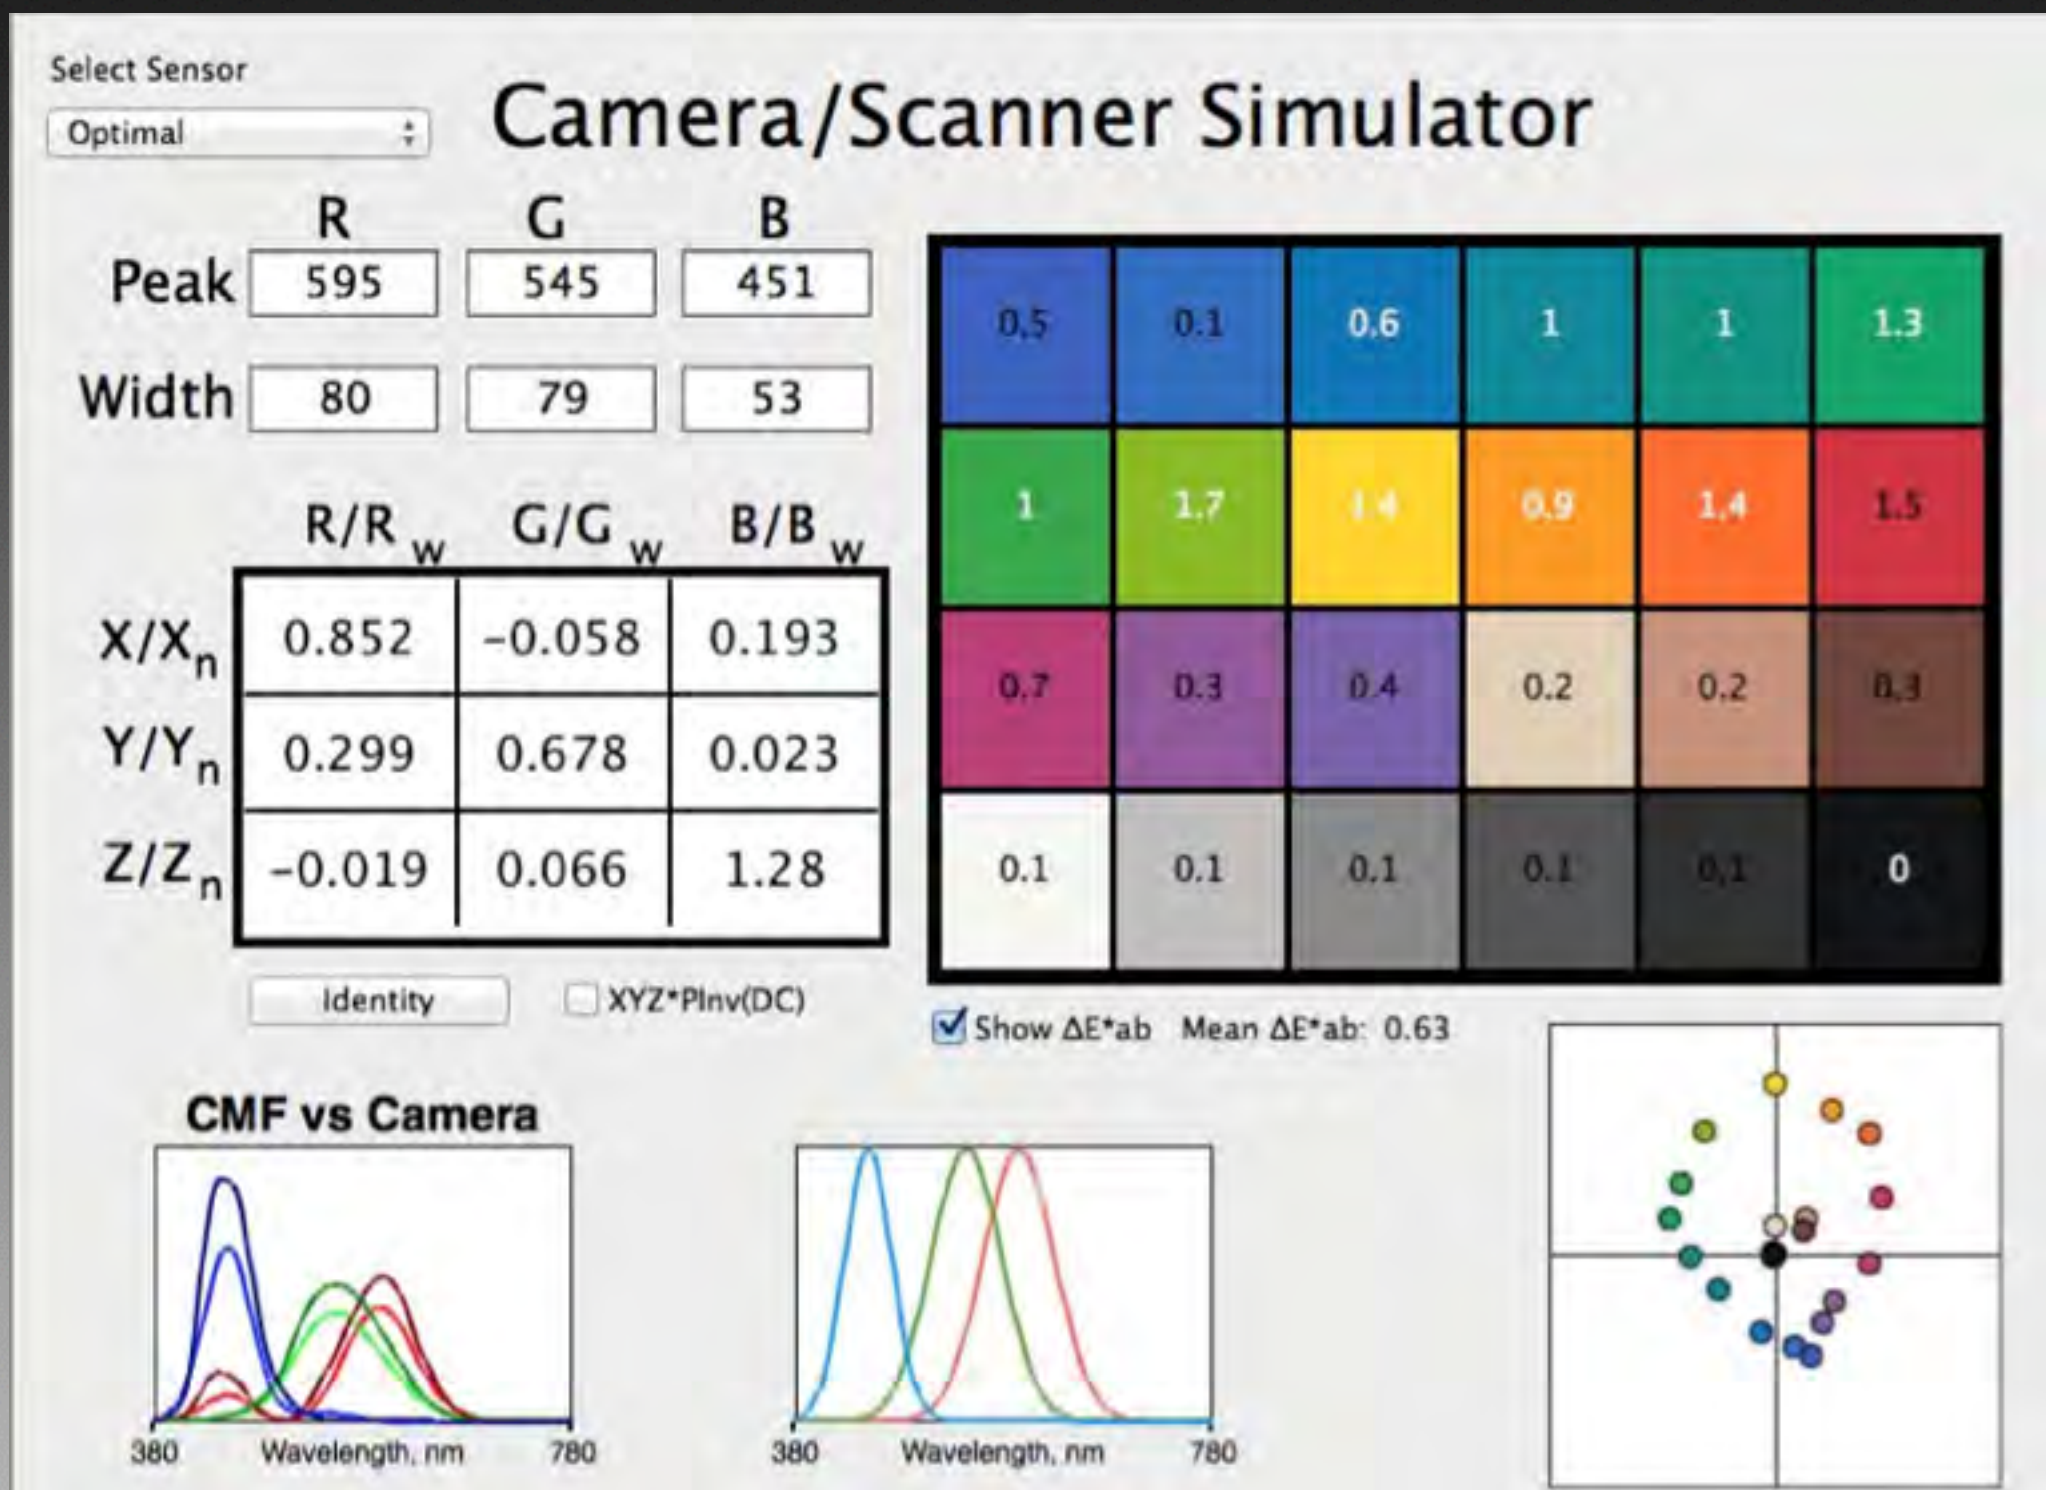 Select Sensor
Optimal
Camera/Scanner Simulator
R G B
Peak 595 545 451
Width 80 79 53
R/Rw G/Gw B/Bw
X/Xn 0.852 -0.058 0.193
Y/Yn 0.299 0.678 0.023
Z/Zn -0.019 0.066 1.28
Identity
XYZ*PInv(DC)
0.5 0.1 0.6 1 1 1.3
1 1.7 1.4 0.9 1.4 1.5
0.7 0.3 0.4 0.2 0.2 0.3
0.1 0.1 0.1 0.1 0.1 0
Show ΔE*ab Mean ΔE*ab: 0.63
CMF vs Camera
380 Wavelength, nm 780
380 Wavelength, nm 780